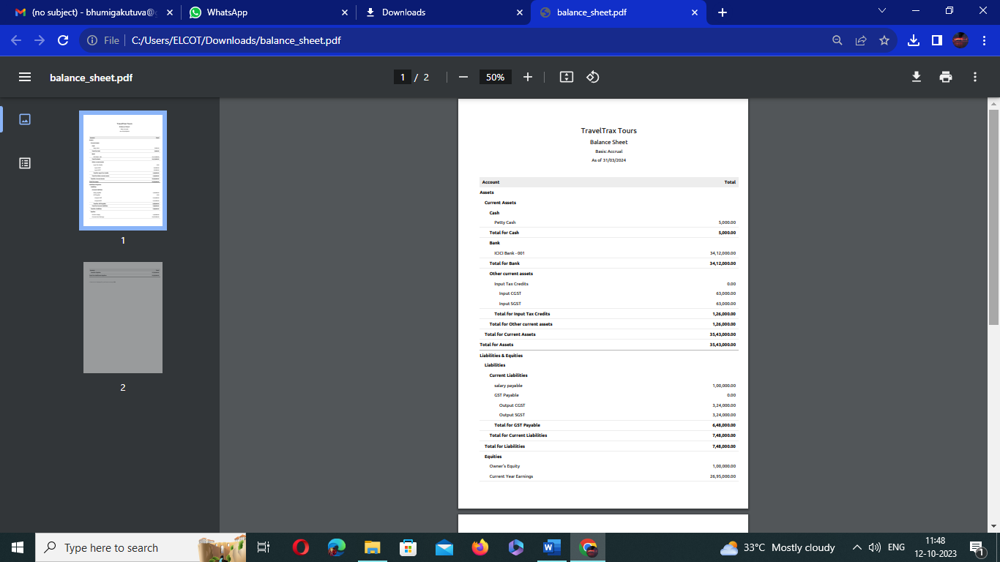 (no subject) - bhumigakutuva@g
WhatsApp
Downloads
balance_sheet.pdf
File
C:/Users/ELCOT/Downloads/balance_sheet.pdf
balance_sheet.pdf
1 / 2
50%
1
2
TravelTrax Tours
Balance Sheet
Basis: Accrual
As of 31/03/2024
Account Total
Assets
Current Assets
Cash
Petty Cash 5,000.00
Total for Cash 5,000.00
Bank
ICICI Bank - 001 34,12,000.00
Total for Bank 34,12,000.00
Other current assets
Input Tax Credits 0.00
Input CGST 63,000.00
Input SGST 63,000.00
Total for Input Tax Credits 1,26,000.00
Total for Other current assets 1,26,000.00
Total for Current Assets 35,43,000.00
Total for Assets 35,43,000.00
Liabilities & Equities
Liabilities
Current Liabilities
salary payable 1,00,000.00
GST Payable 0.00
Output CGST 3,24,000.00
Output SGST 3,24,000.00
Total for GST Payable 6,48,000.00
Total for Current Liabilities 7,48,000.00
Total for Liabilities 7,48,000.00
Equities
Owner's Equity 1,00,000.00
Current Year Earnings 26,95,000.00
Type here to search
33°C Mostly cloudy
ENG
11:48
12-10-2023
1